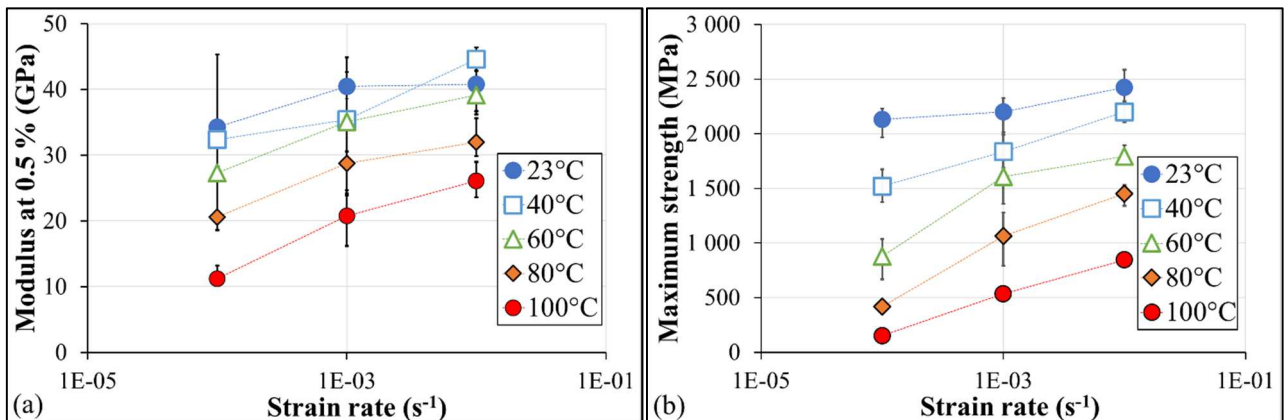 50
40
30
20
10
0
Modulus at 0.5 % (GPa)
23°C
40°C
60°C
80°C
100°C
1E-05
1E-03
1E-01
Strain rate (s⁻¹)
(a)
3 000
2 500
2 000
1 500
1 000
500
0
Maximum strength (MPa)
23°C
40°C
60°C
80°C
100°C
1E-05
1E-03
1E-01
Strain rate (s⁻¹)
(b)